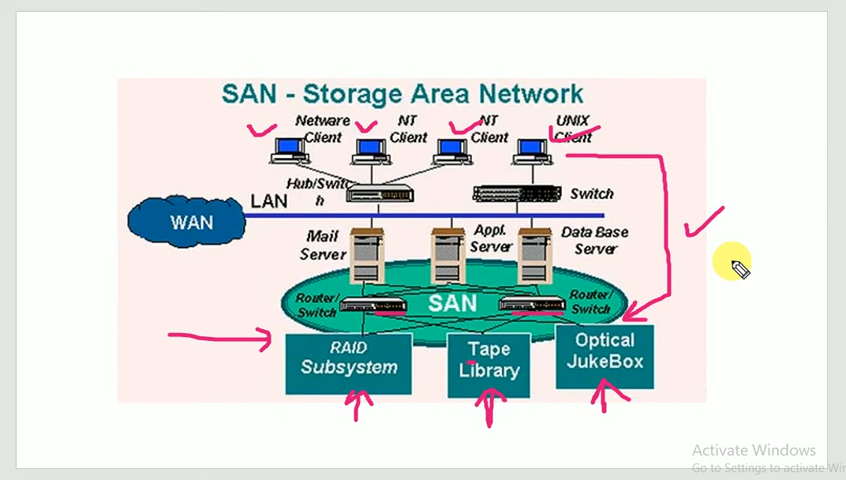 SAN - Storage Area Network
Netware
Client
NT
Client
NT
Client
UNIX
Client
Hub/Switc
h
Switch
LAN
WAN
Mail
Server
Appl.
Server
Data Base
Server
Router/
Switch
SAN
Router/
Switch
RAID
Subsystem
Tape
Library
Optical
JukeBox
Activate Windows
Go to Settings to activate Wi